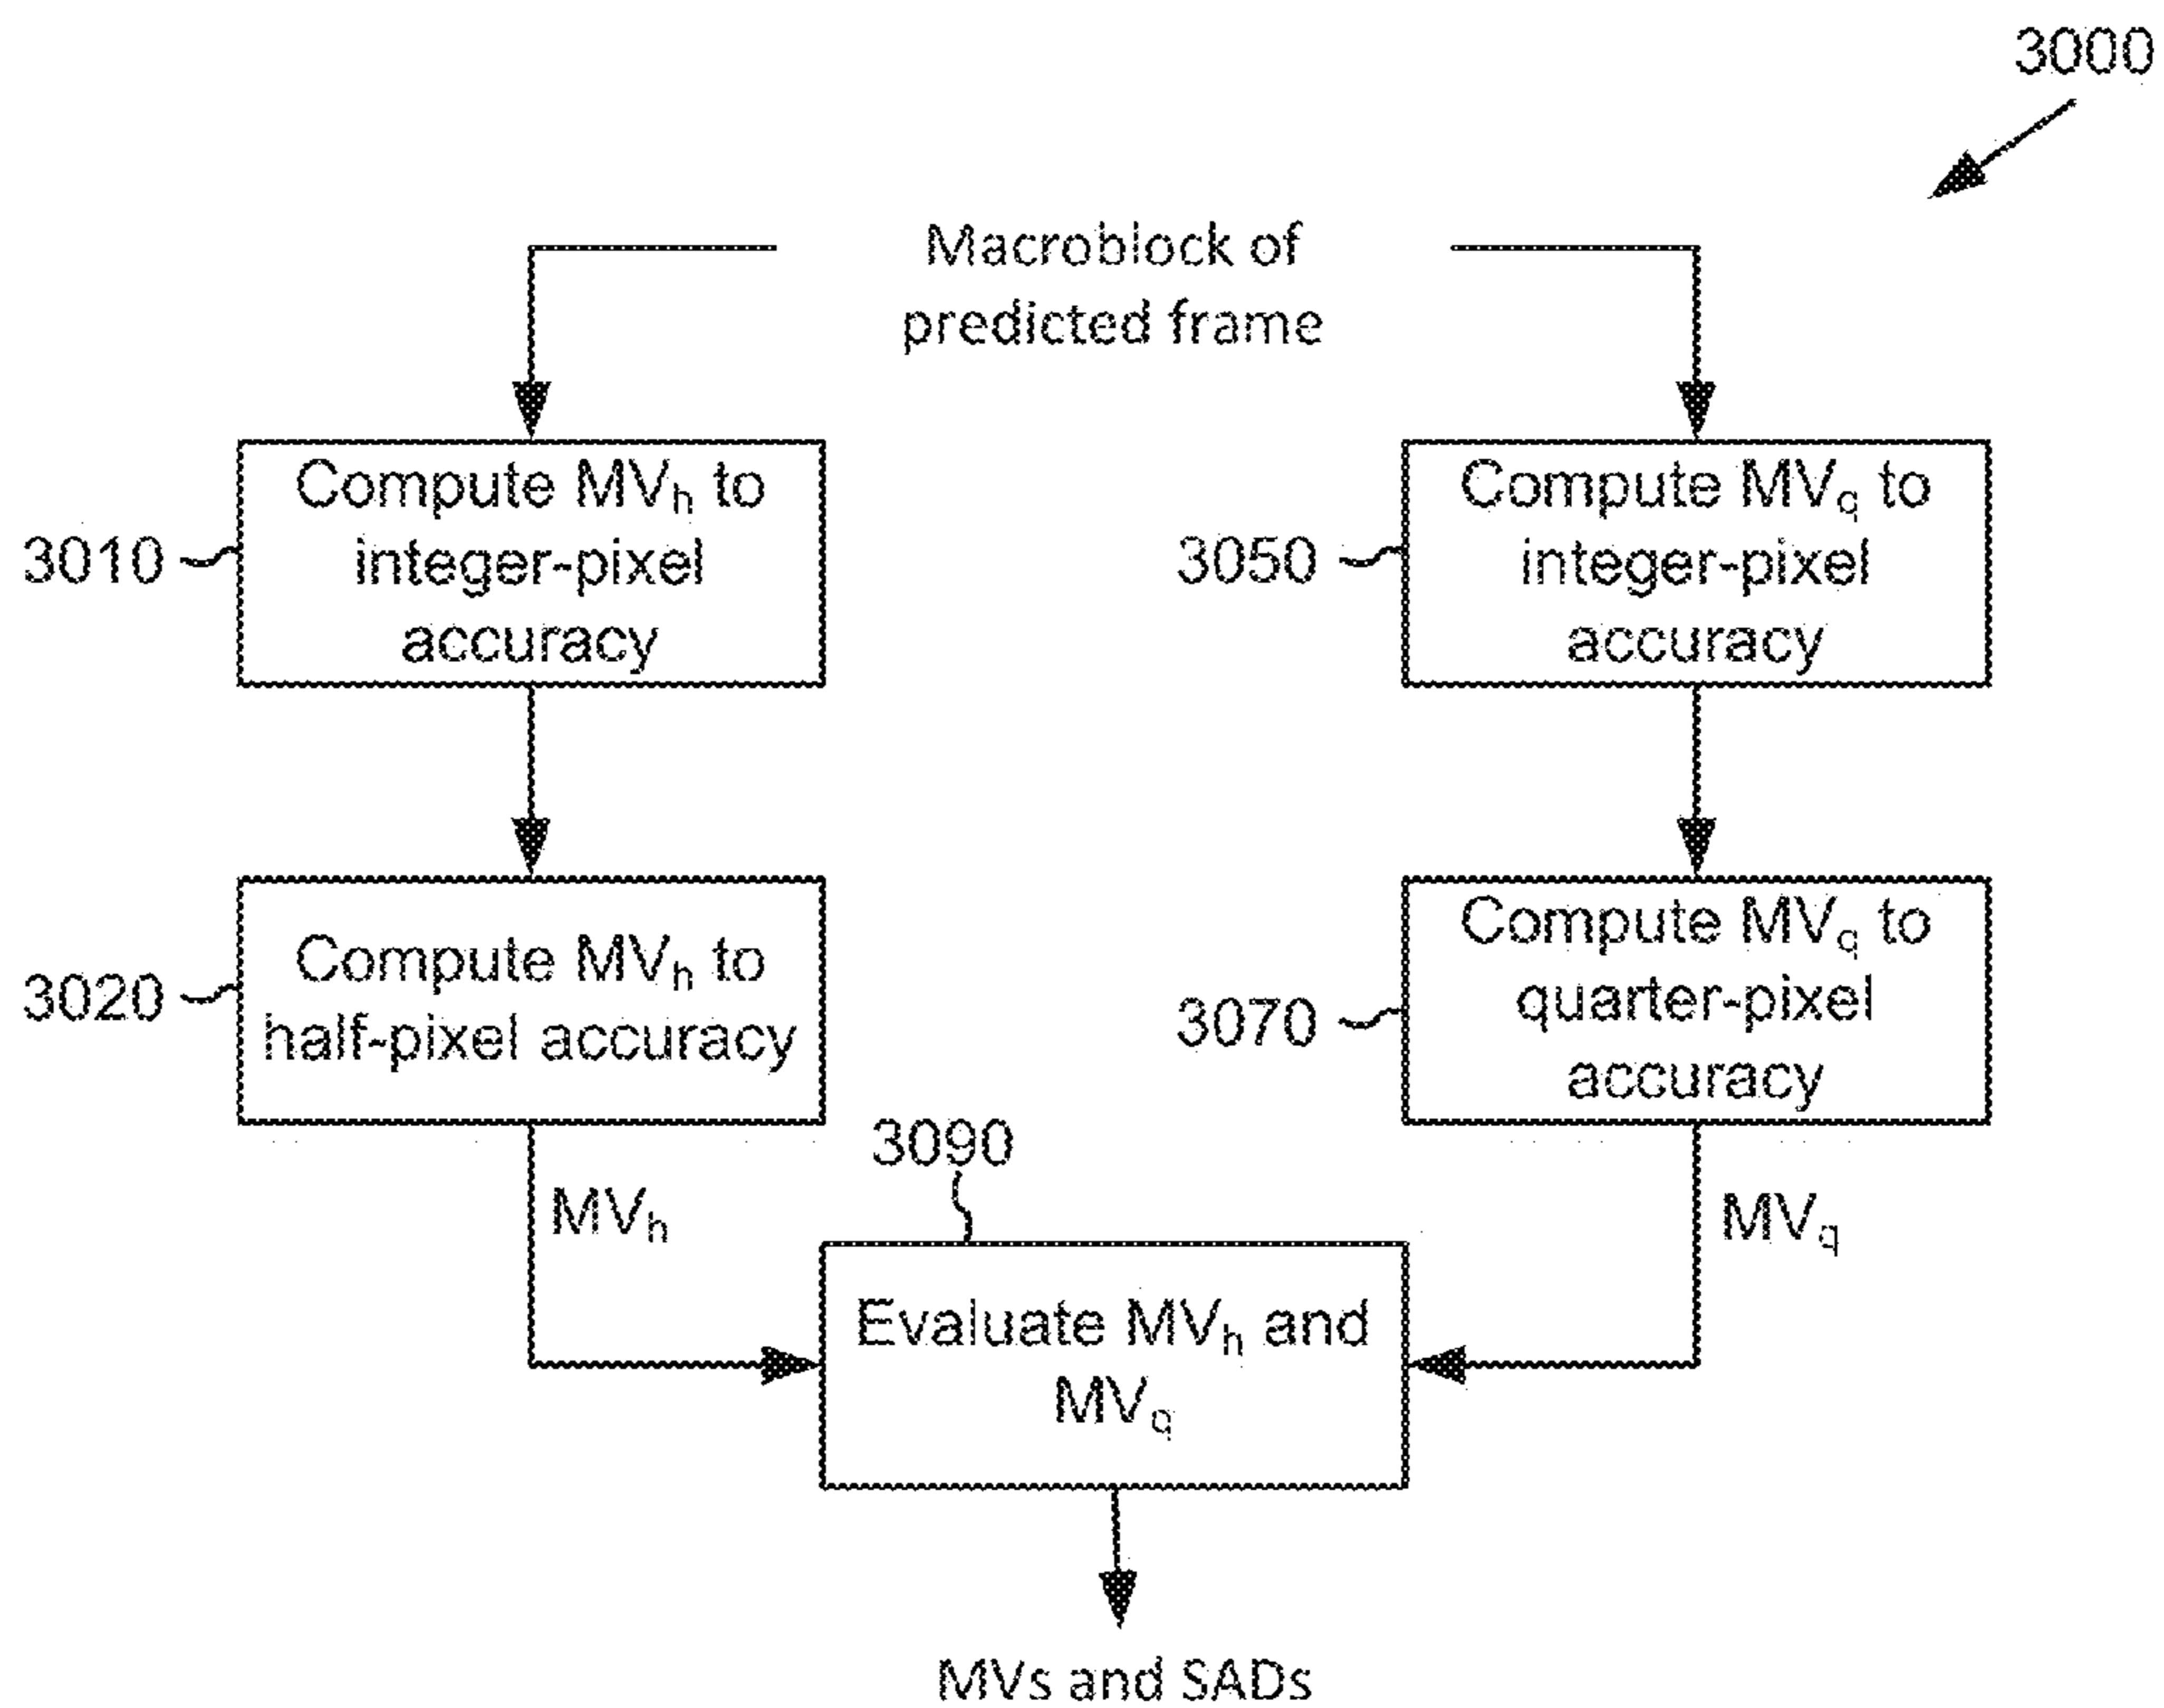 3000
Macroblock of
predicted frame
Compute MVh to
integer-pixel
accuracy
3010
Compute MVq to
integer-pixel
accuracy
3050
Compute MVh to
half-pixel accuracy
3020
Compute MVq to
quarter-pixel
accuracy
3070
3090
MVh
MVq
Evaluate MVh and
MVq
MVs and SADs